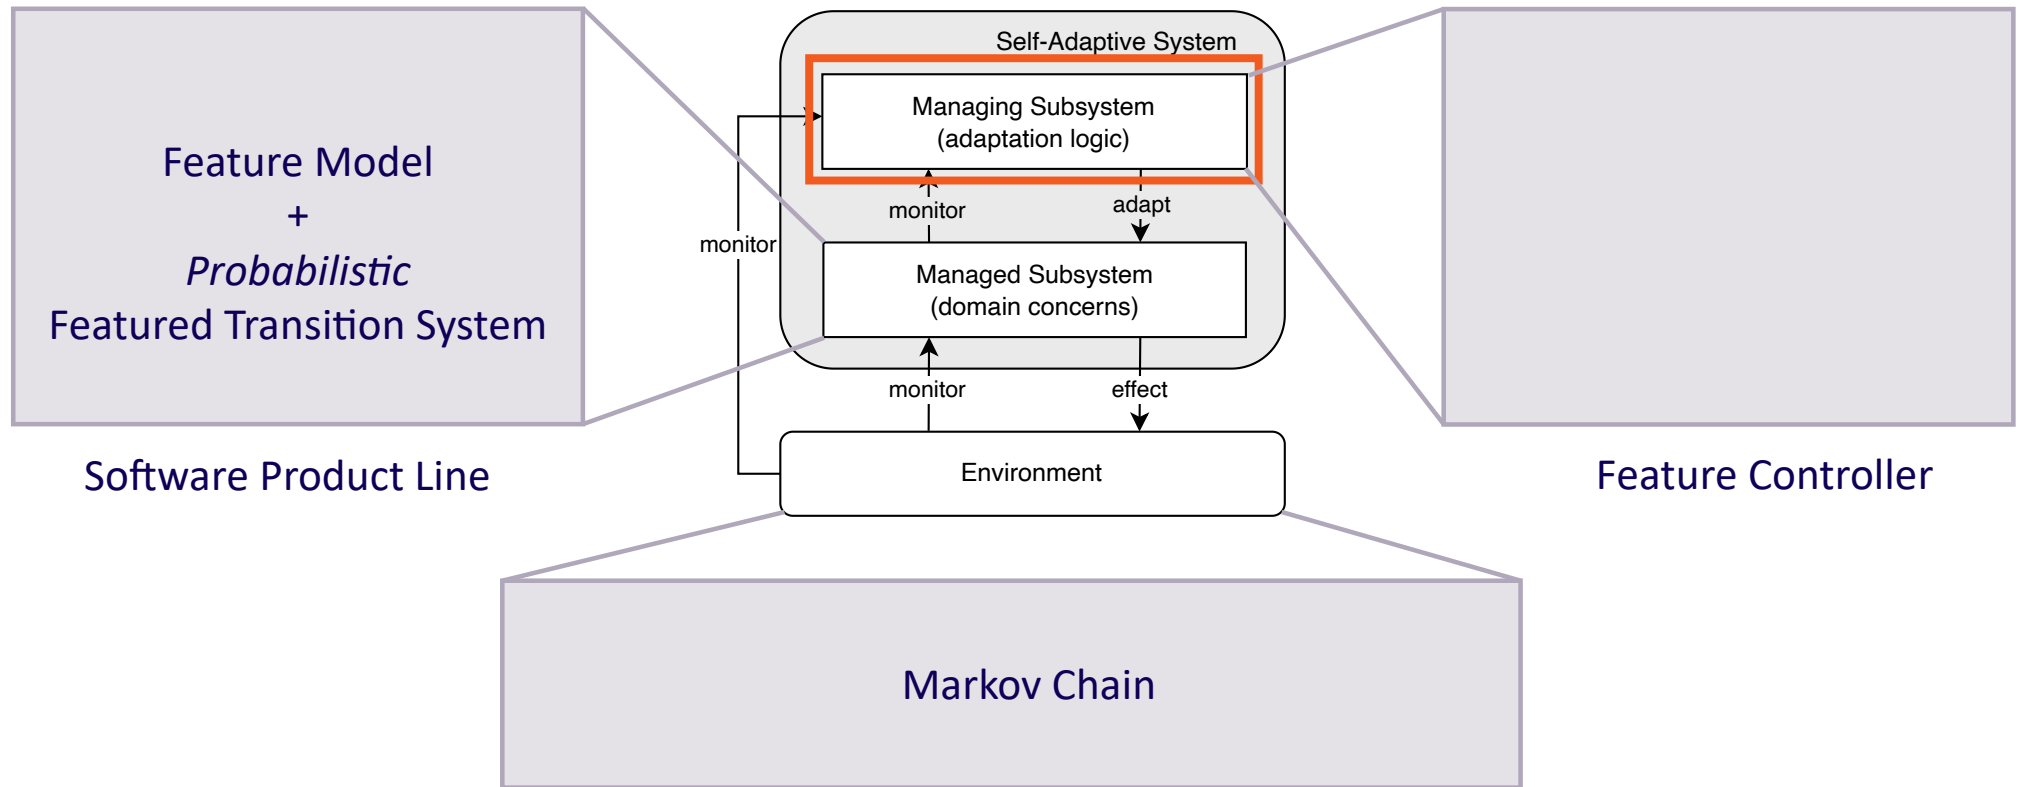 Self-Adaptive System
Managing Subsystem
(adaptation logic)
Feature Model
+
Probabilistic
Featured Transition System
monitor
adapt
monitor
Managed Subsystem
(domain concerns)
monitor
effect
Software Product Line
Environment
Feature Controller
Markov Chain